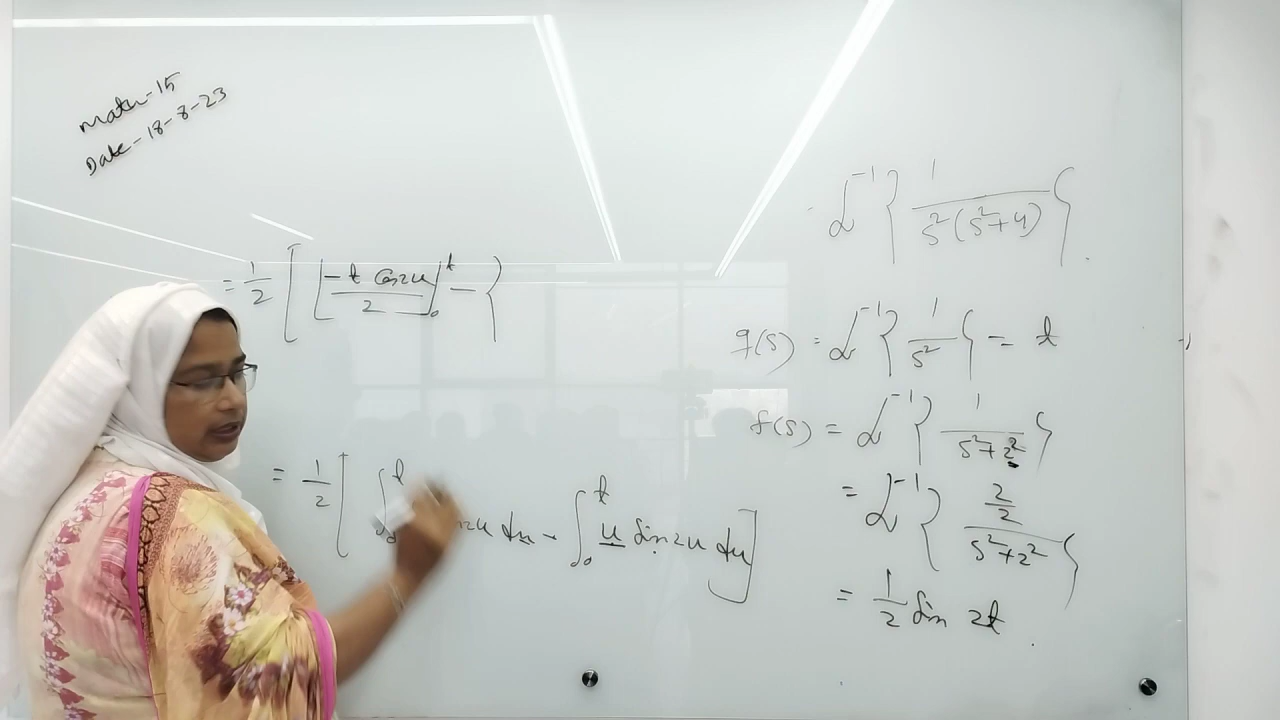 Math-15
Date-18-8-23
= 1/2 [ [ -t Cos2u / 2 ]₀ᵗ - {
= 1/2 [ ∫₀ᵗ 2u du - ∫₀ᵗ u Sin2u du ]
ℒ⁻¹ { 1 / s²(s²+4) }
g(s) = ℒ⁻¹ { 1 / s² } = t
f(s) = ℒ⁻¹ { 1 / s²+2² }
= ℒ⁻¹ { 2/2 / s²+2² }
= 1/2 Sin 2t